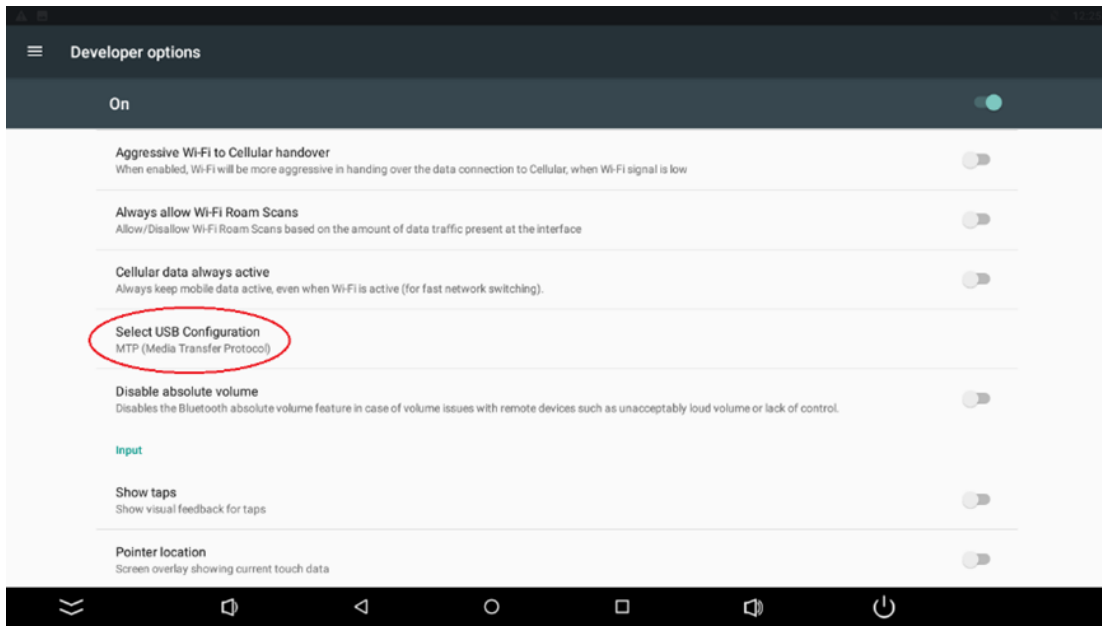 12:35
Developer options
On
Aggressive Wi-Fi to Cellular handover
When enabled, Wi-Fi will be more aggressive in handing over the data connection to Cellular, when Wi-Fi signal is low
Always allow Wi-Fi Roam Scans
Allow/Disallow Wi-Fi Roam Scans based on the amount of data traffic present at the interface
Cellular data always active
Always keep mobile data active, even when Wi-Fi is active (for fast network switching).
Select USB Configuration
MTP (Media Transfer Protocol)
Disable absolute volume
Disables the Bluetooth absolute volume feature in case of volume issues with remote devices such as unacceptably loud volume or lack of control.
Input
Show taps
Show visual feedback for taps
Pointer location
Screen overlay showing current touch data